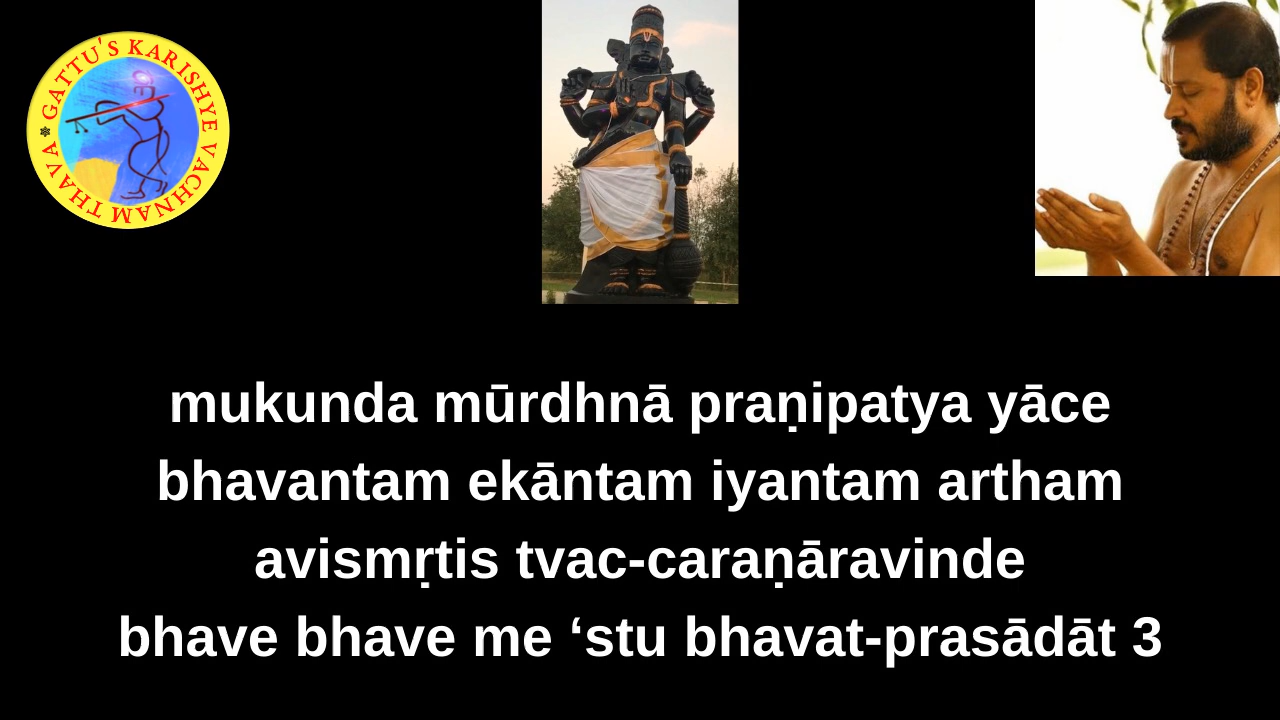 GATTU'S KARISHYE VACHNAM THAVA
mukunda mūrdhnā praṇipatya yāce
bhavantam ekāntam iyantam artham
avismṛtis tvac-caraṇāravinde
bhave bhave me ‘stu bhavat-prasādāt 3